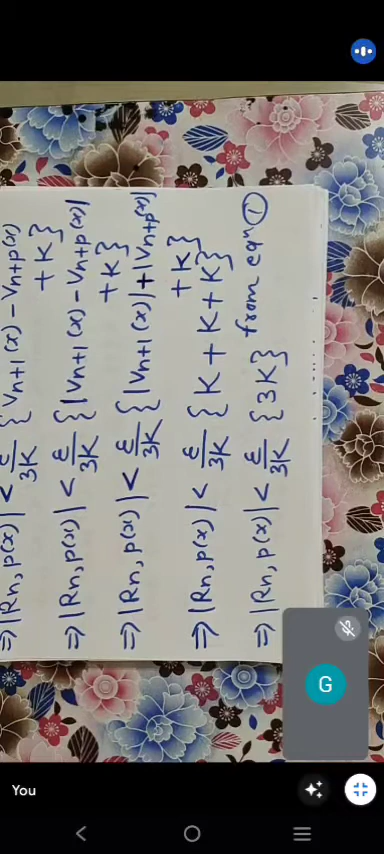 ⇒|Rn,p(x)| < ε/3K { Vn+1(x) - Vn+p(x)
+ K }
⇒|Rn,p(x)| < ε/3K { |Vn+1(x) - Vn+p(x)|
+ K }
⇒|Rn,p(x)| < ε/3K { |Vn+1(x)| + |Vn+p(x)|
+ K }
⇒|Rn,p(x)| < ε/3K { K + K + K }
⇒|Rn,p(x)| < ε/3K { 3K } from eqⁿ ①
G
You